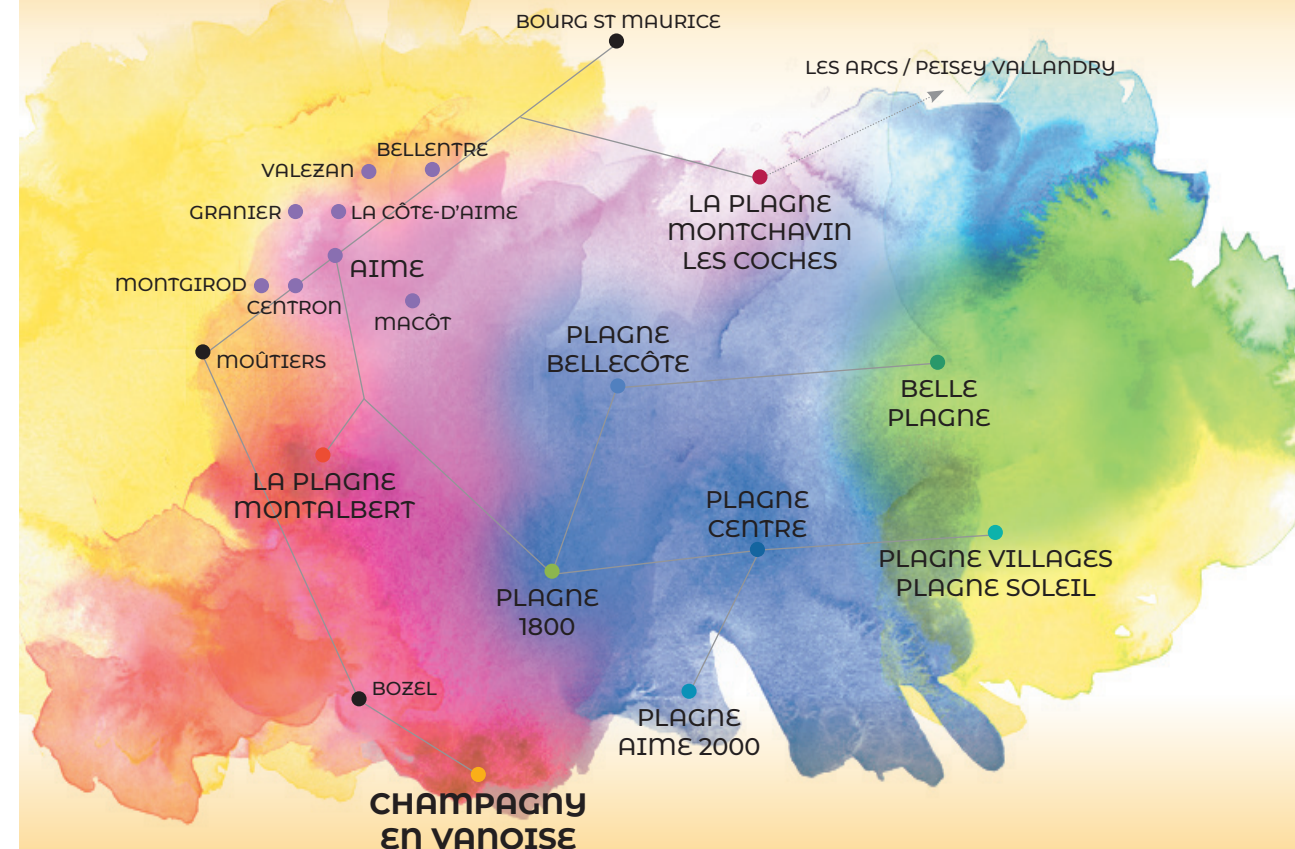 BOURG ST MAURICE
LES ARCS / PEISEY VALLANDRY
BELLENTRE
VALEZAN
GRANIER
LA CÔTE-D'AIME
LA PLAGNE
MONTCHAVIN
LES COCHES
AIME
MONTGIROD
CENTRON
MACÔT
MOÛTIERS
PLAGNE
BELLECÔTE
BELLE
PLAGNE
LA PLAGNE
MONTALBERT
PLAGNE
CENTRE
PLAGNE VILLAGES
PLAGNE SOLEIL
PLAGNE
1800
BOZEL
PLAGNE
AIME 2000
CHAMPAGNY
EN VANOISE